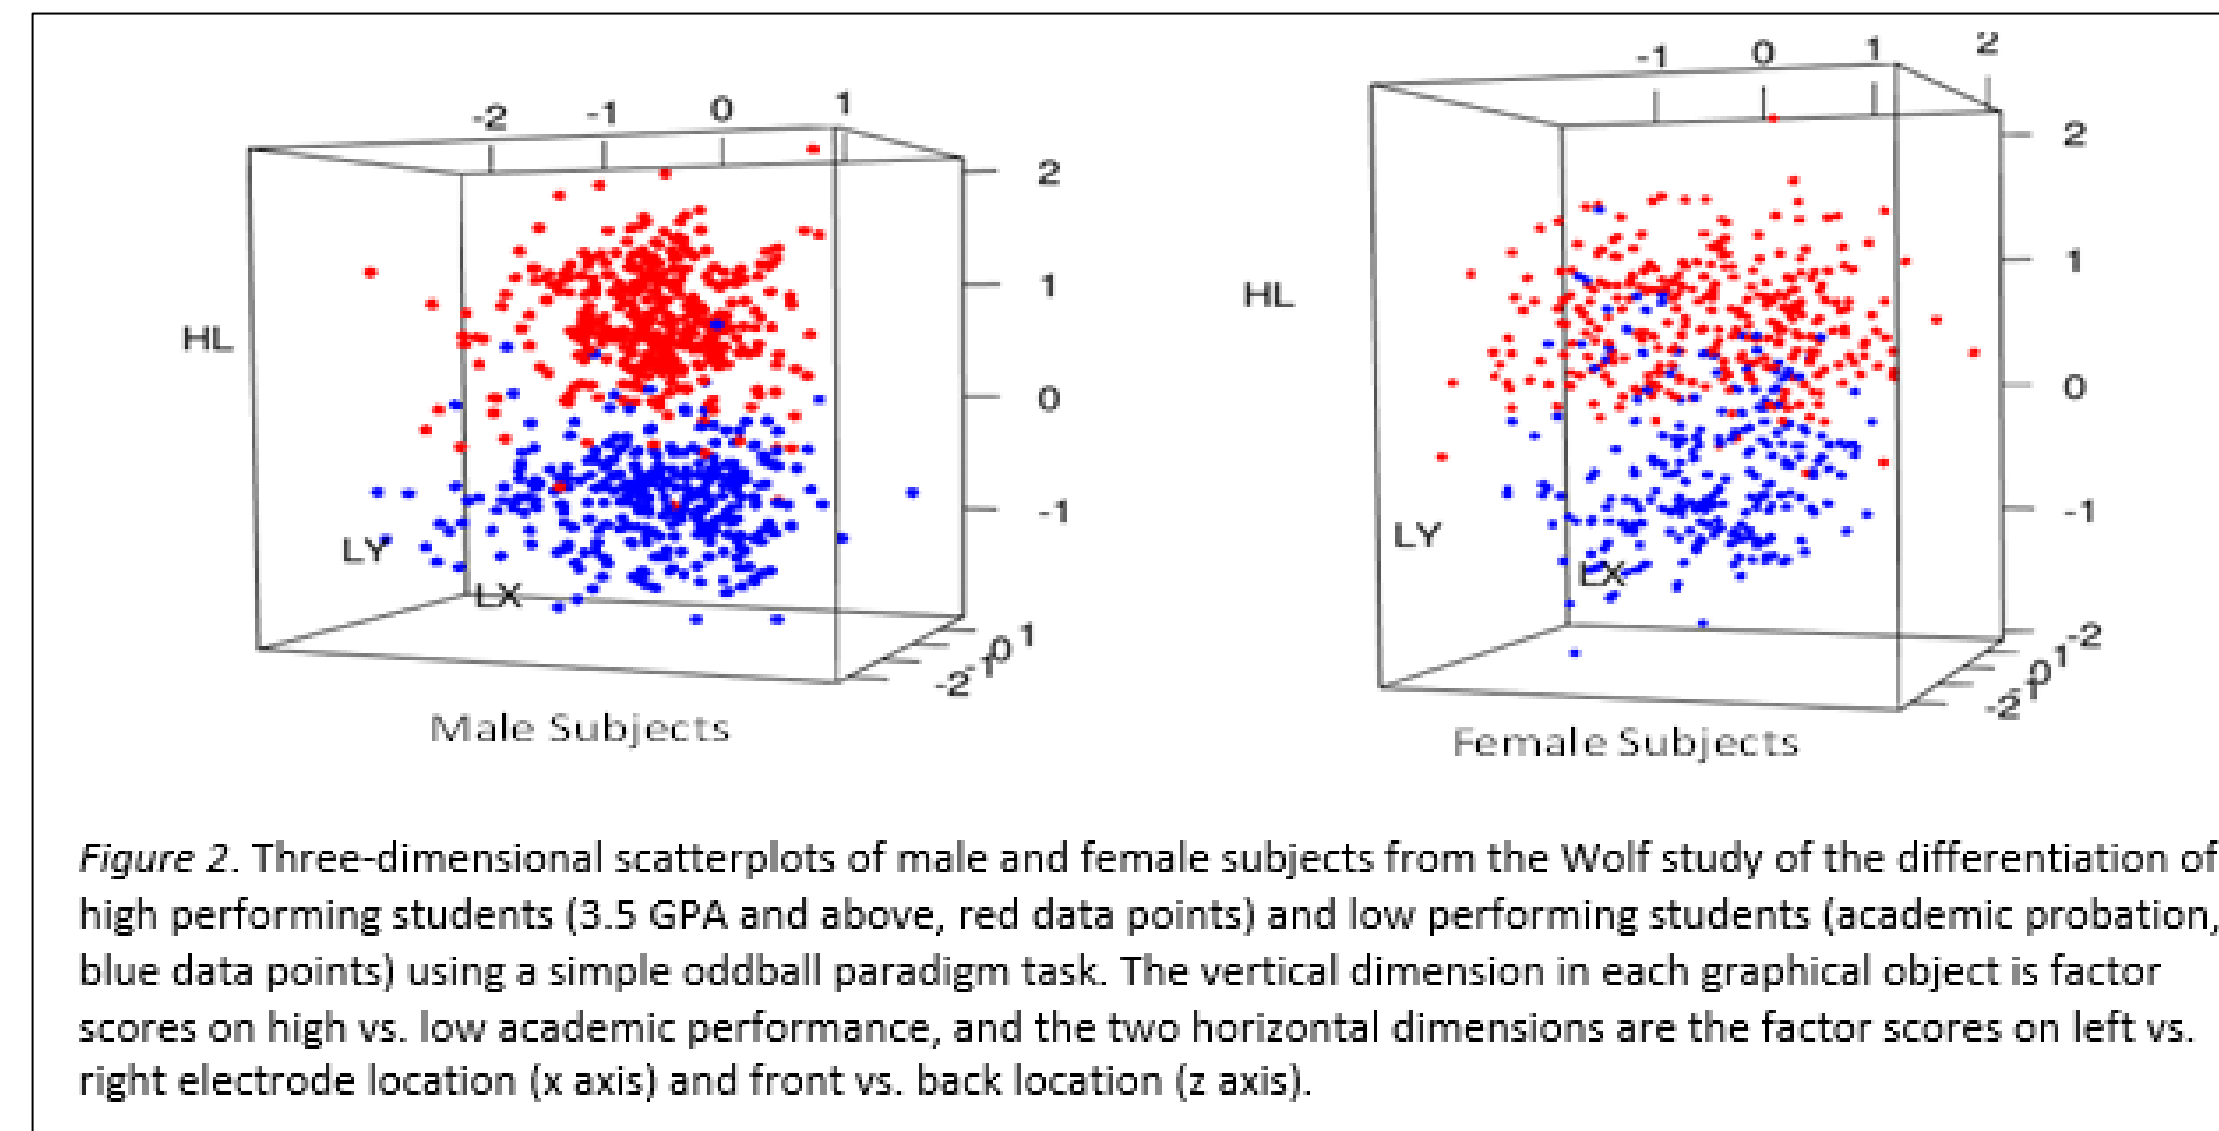 -2 -1 0 1
2
1
0
-1
HL
LY
LX
-2 -1 0 1
Male Subjects
-1 0 1 2
2
1
0
-1
-2
HL
LY
LX
-2 -1 0 1
Female Subjects
Figure 2. Three-dimensional scatterplots of male and female subjects from the Wolf study of the differentiation of
high performing students (3.5 GPA and above, red data points) and low performing students (academic probation,
blue data points) using a simple oddball paradigm task. The vertical dimension in each graphical object is factor
scores on high vs. low academic performance, and the two horizontal dimensions are the factor scores on left vs.
right electrode location (x axis) and front vs. back location (z axis).